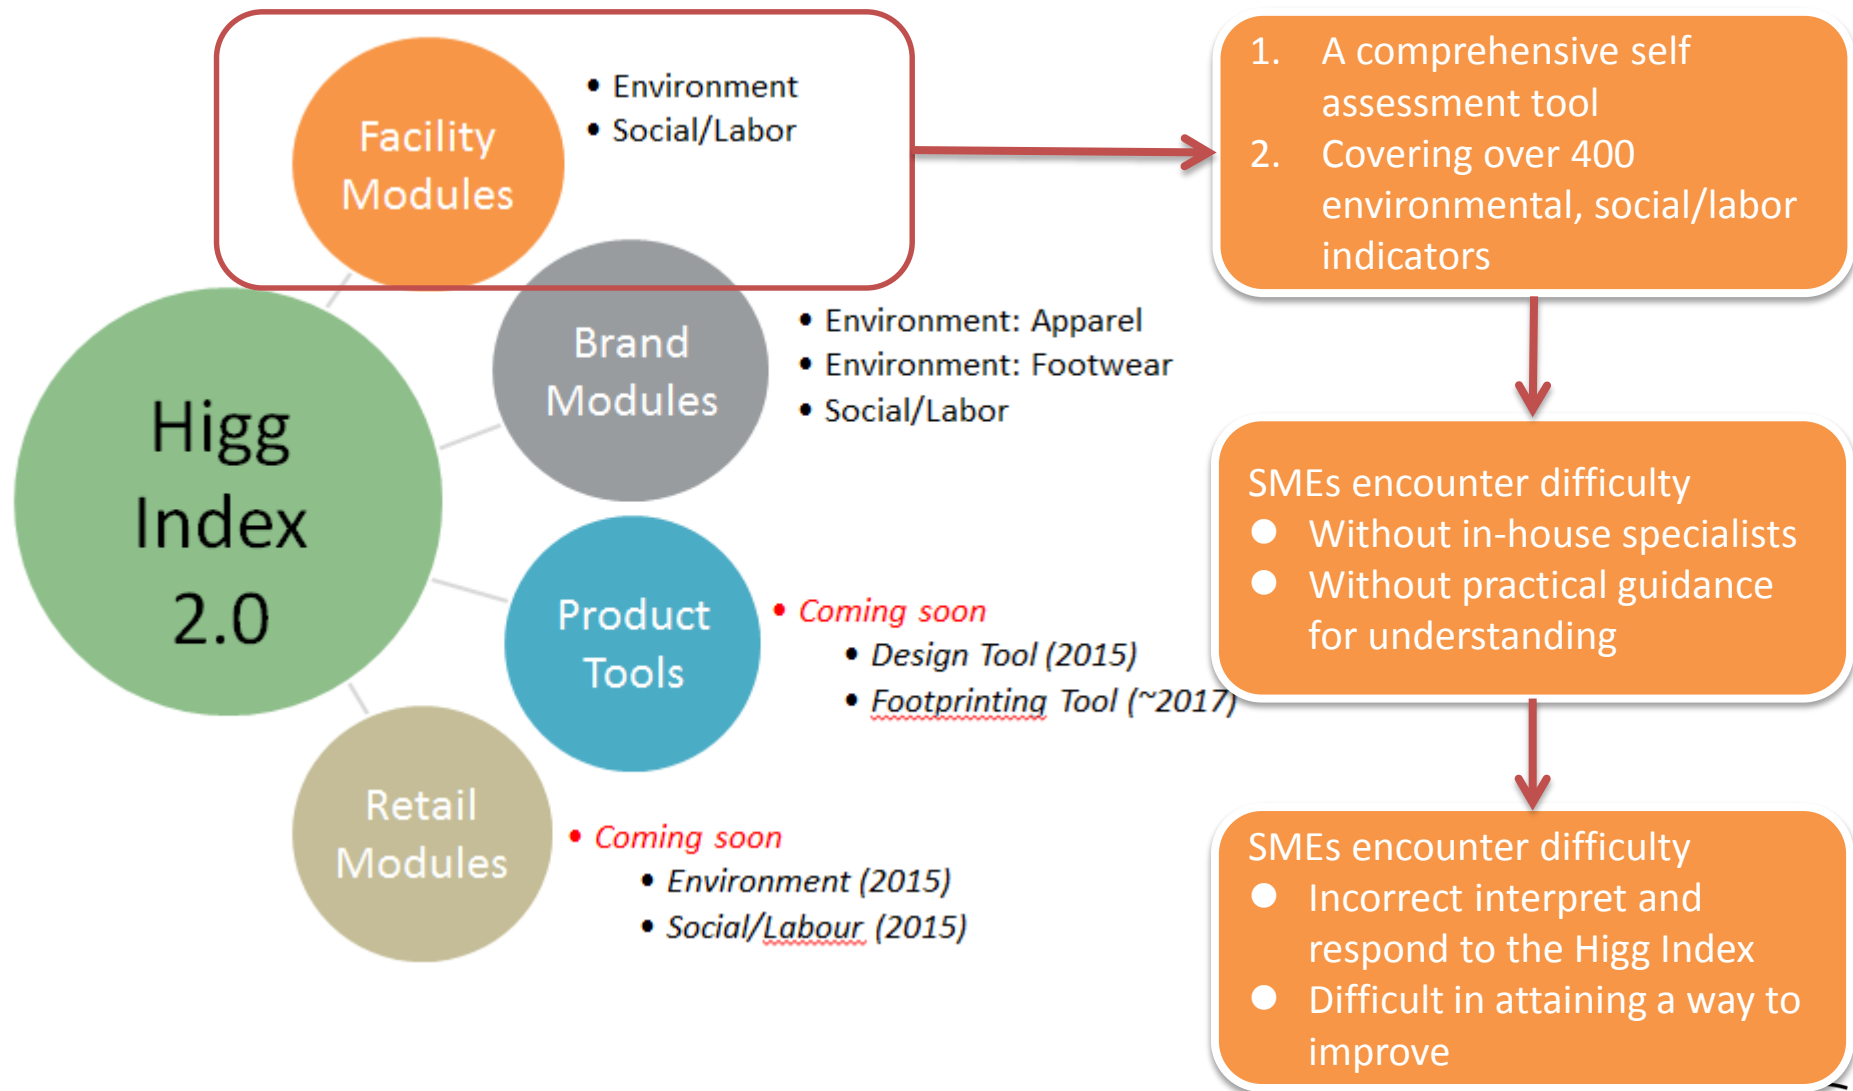 Higg
Index
2.0
Facility
Modules
• Environment
• Social/Labor
Brand
Modules
• Environment: Apparel
• Environment: Footwear
• Social/Labor
Product
Tools
• Coming soon
• Design Tool (2015)
• Footprinting Tool (~2017)
Retail
Modules
• Coming soon
• Environment (2015)
• Social/Labour (2015)
1. A comprehensive self
assessment tool
2. Covering over 400
environmental, social/labor
indicators
SMEs encounter difficulty
● Without in-house specialists
● Without practical guidance
for understanding
SMEs encounter difficulty
● Incorrect interpret and
respond to the Higg Index
● Difficult in attaining a way to
improve